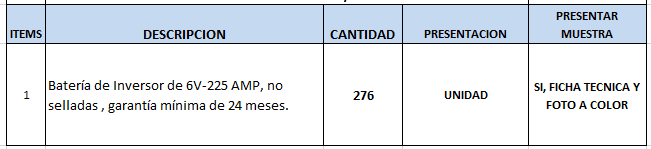 ITEMS DESCRIPCION CANTIDAD PRESENTACION PRESENTAR MUESTRA
1 Batería de Inversor de 6V-225 AMP, no
selladas , garantía mínima de 24 meses. 276 UNIDAD SI, FICHA TECNICA Y
FOTO A COLOR